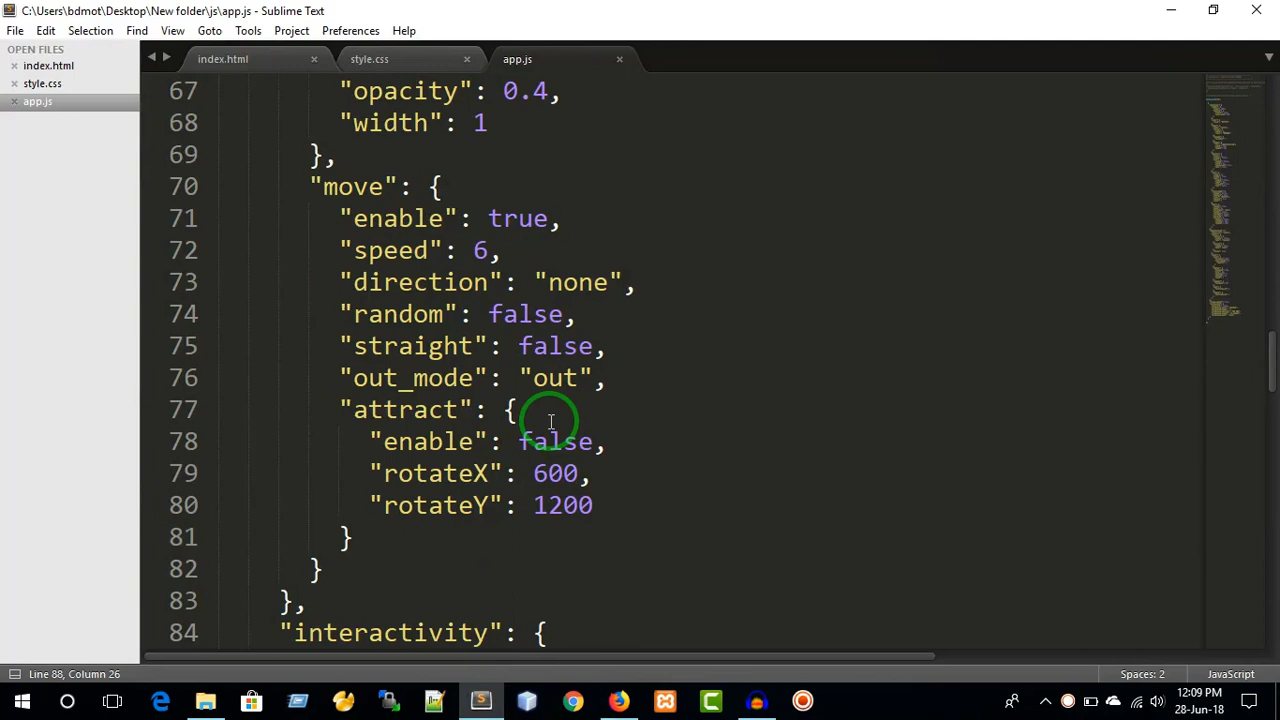 C:\Users\bdmot\Desktop\New folder\js\app.js - Sublime Text
File Edit Selection Find View Goto Tools Project Preferences Help
OPEN FILES
index.html
style.css
app.js
index.html style.css app.js
67 "opacity": 0.4,
68 "width": 1
69 },
70 "move": {
71 "enable": true,
72 "speed": 6,
73 "direction": "none",
74 "random": false,
75 "straight": false,
76 "out_mode": "out",
77 "attract": {
78 "enable": false,
79 "rotateX": 600,
80 "rotateY": 1200
81 }
82 }
83 },
84 "interactivity": {
Line 88, Column 26 Spaces: 2 JavaScript
12:09 PM
28-Jun-18